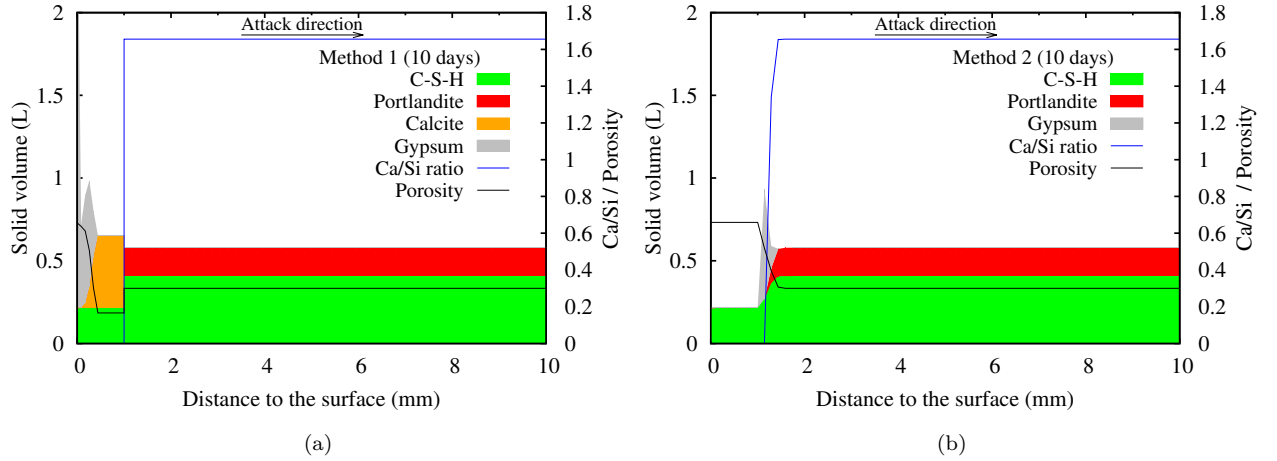 Attack direction
Method 1 (10 days)
C-S-H
Portlandite
Calcite
Gypsum
Ca/Si ratio
Porosity
Solid volume (L)
0
0.5
1
1.5
2
Ca/Si / Porosity
0
0.2
0.4
0.6
0.8
1
1.2
1.4
1.6
1.8
0 2 4 6 8 10
Distance to the surface (mm)
(a)
Attack direction
Method 2 (10 days)
C-S-H
Portlandite
Gypsum
Ca/Si ratio
Porosity
Solid volume (L)
0
0.5
1
1.5
2
Ca/Si / Porosity
0
0.2
0.4
0.6
0.8
1
1.2
1.4
1.6
1.8
0 2 4 6 8 10
Distance to the surface (mm)
(b)